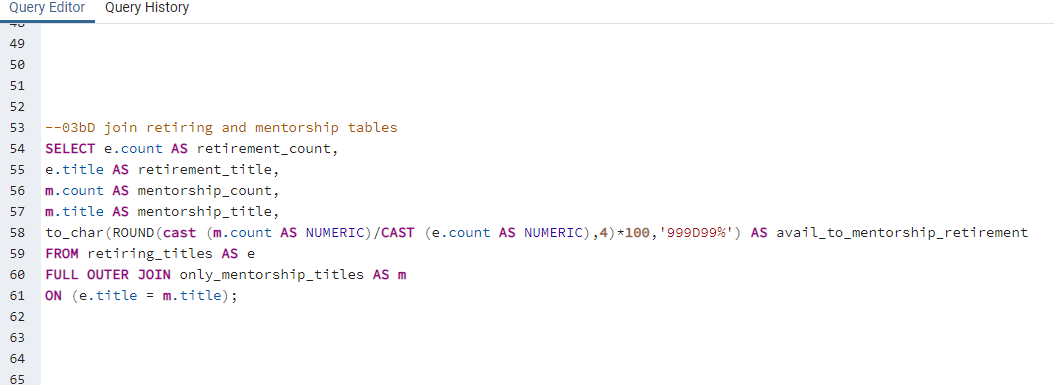 Query Editor Query History
49
50
51
52
53 --03bD join retiring and mentorship tables
54 SELECT e.count AS retirement_count,
55 e.title AS retirement_title,
56 m.count AS mentorship_count,
57 m.title AS mentorship_title,
58 to_char(ROUND(cast (m.count AS NUMERIC)/CAST (e.count AS NUMERIC),4)*100,'999D99%') AS avail_to_mentorship_retirement
59 FROM retiring_titles AS e
60 FULL OUTER JOIN only_mentorship_titles AS m
61 ON (e.title = m.title);
62
63
64
65